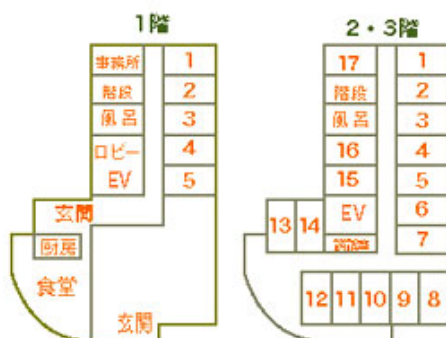 1階
事務所 1
階段 2
風呂 3
ロビー 4
EV 5
玄関
厨房
食堂
玄関
2・3階
17 1
階段 2
風呂 3
16 4
15 5
EV 6
13 14
7
12 11 10 9 8